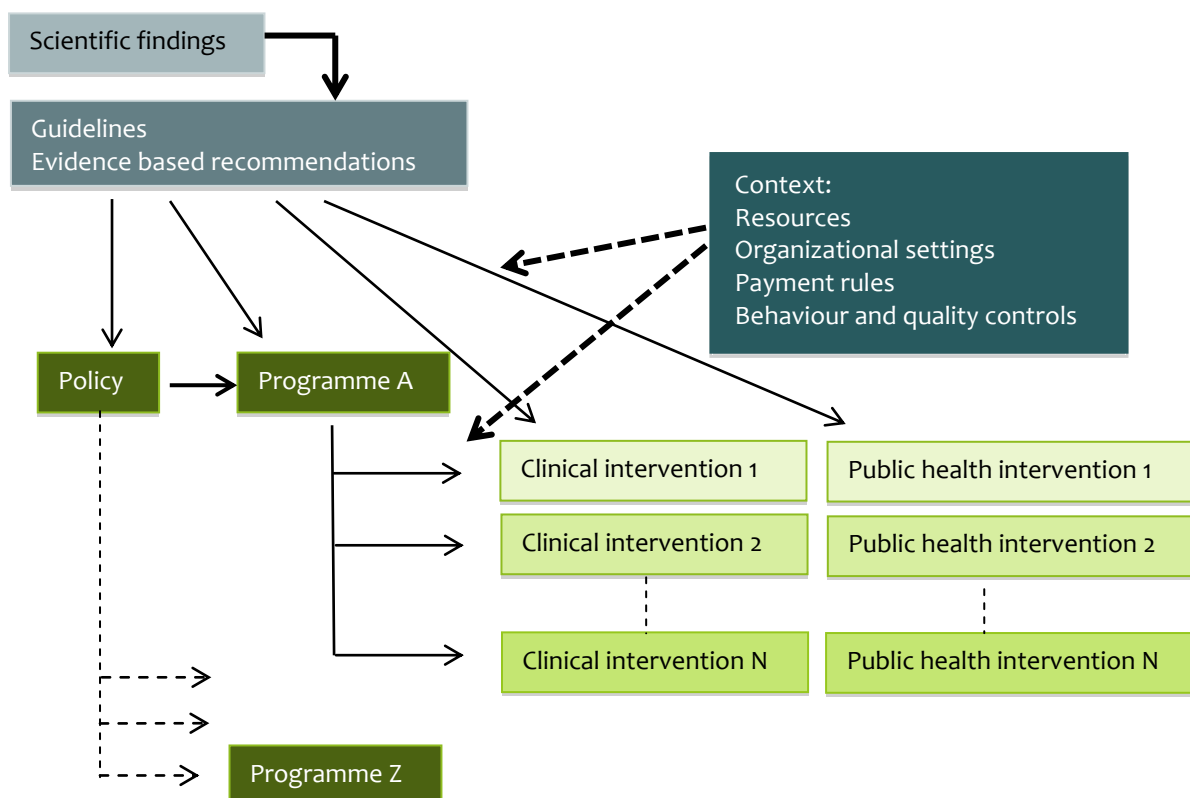 Scientific findings
Guidelines
Evidence based recommendations
Context:
Resources
Organizational settings
Payment rules
Behaviour and quality controls
Policy
Programme A
Clinical intervention 1
Public health intervention 1
Clinical intervention 2
Public health intervention 2
Clinical intervention N
Public health intervention N
Programme Z